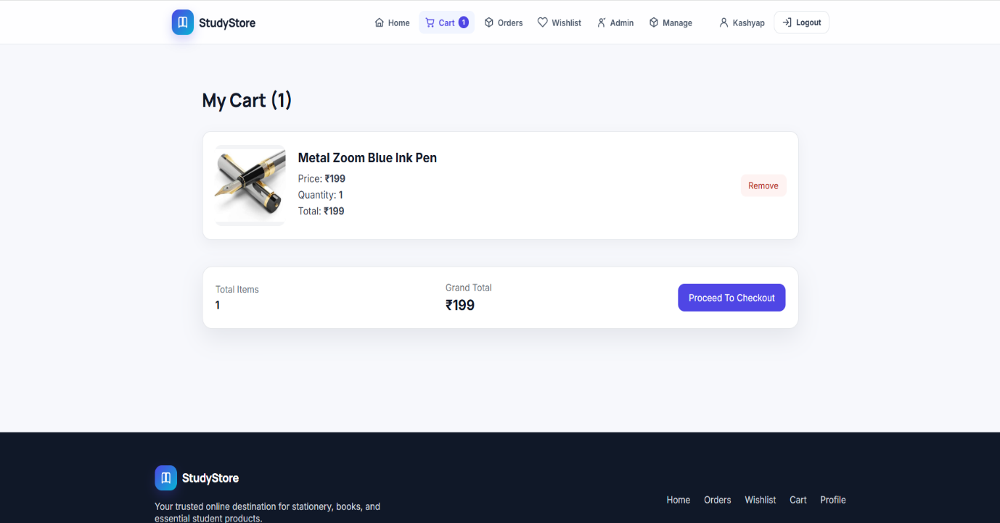 StudyStore
Home Cart 1 Orders Wishlist Admin Manage Kashyap Logout
My Cart (1)
Metal Zoom Blue Ink Pen
Price: ₹199
Quantity: 1
Total: ₹199
Remove
Total Items
1
Grand Total
₹199
Proceed To Checkout
StudyStore
Your trusted online destination for stationery, books, and
essential student products.
Home Orders Wishlist Cart Profile